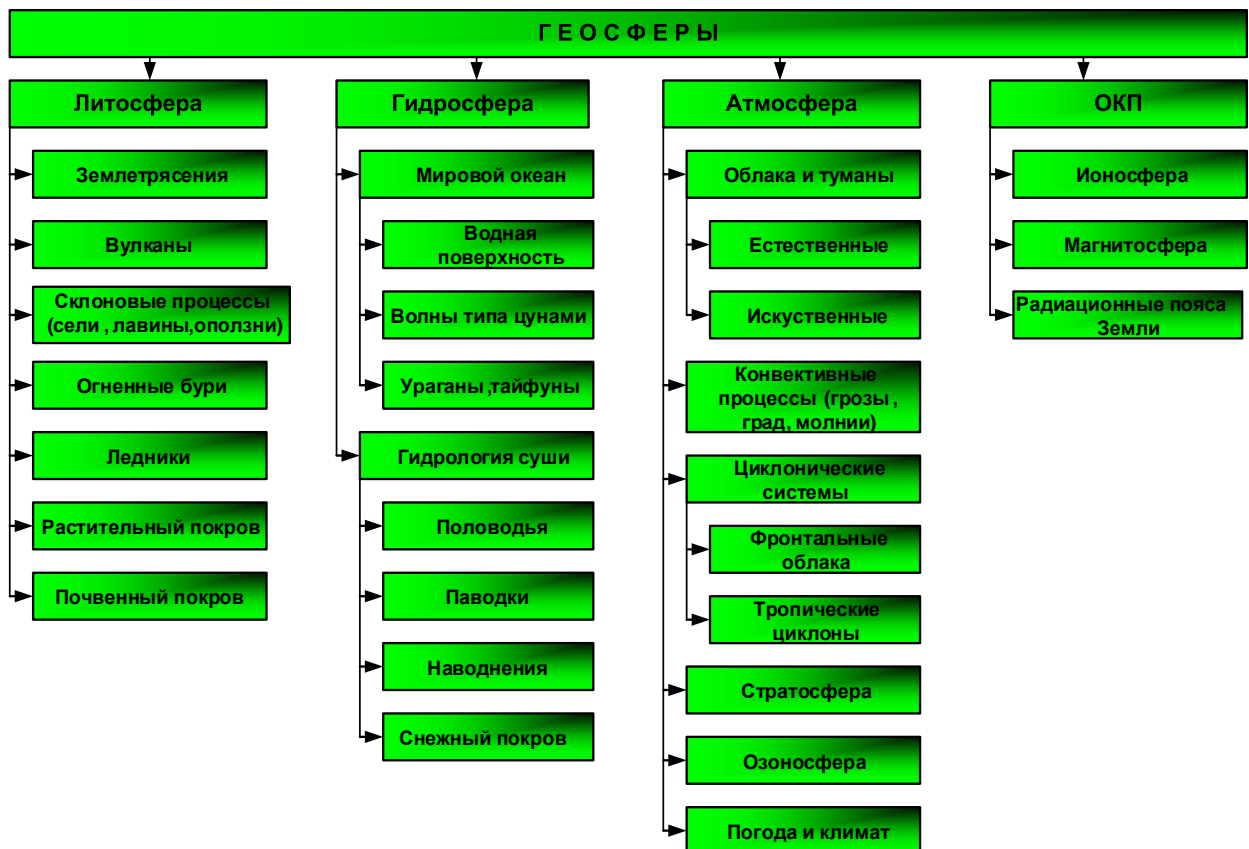 Г Е О С Ф Е Р Ы
Литосфера
Землетрясения
Вулканы
Склоновые процессы
(сели , лавины,оползни)
Огненные бури
Ледники
Растительный покров
Почвенный покров
Гидросфера
Мировой океан
Водная
поверхность
Волны типа цунами
Ураганы ,тайфуны
Гидрология суши
Половодья
Паводки
Наводнения
Снежный покров
Атмосфера
Облака и туманы
Естественные
Искуственные
Конвективные
процессы (грозы ,
град, молнии)
Циклонические
системы
Фронтальные
облака
Тропические
циклоны
Стратосфера
Озоносфера
Погода и климат
ОКП
Ионосфера
Магнитосфера
Радиационные пояса
Земли